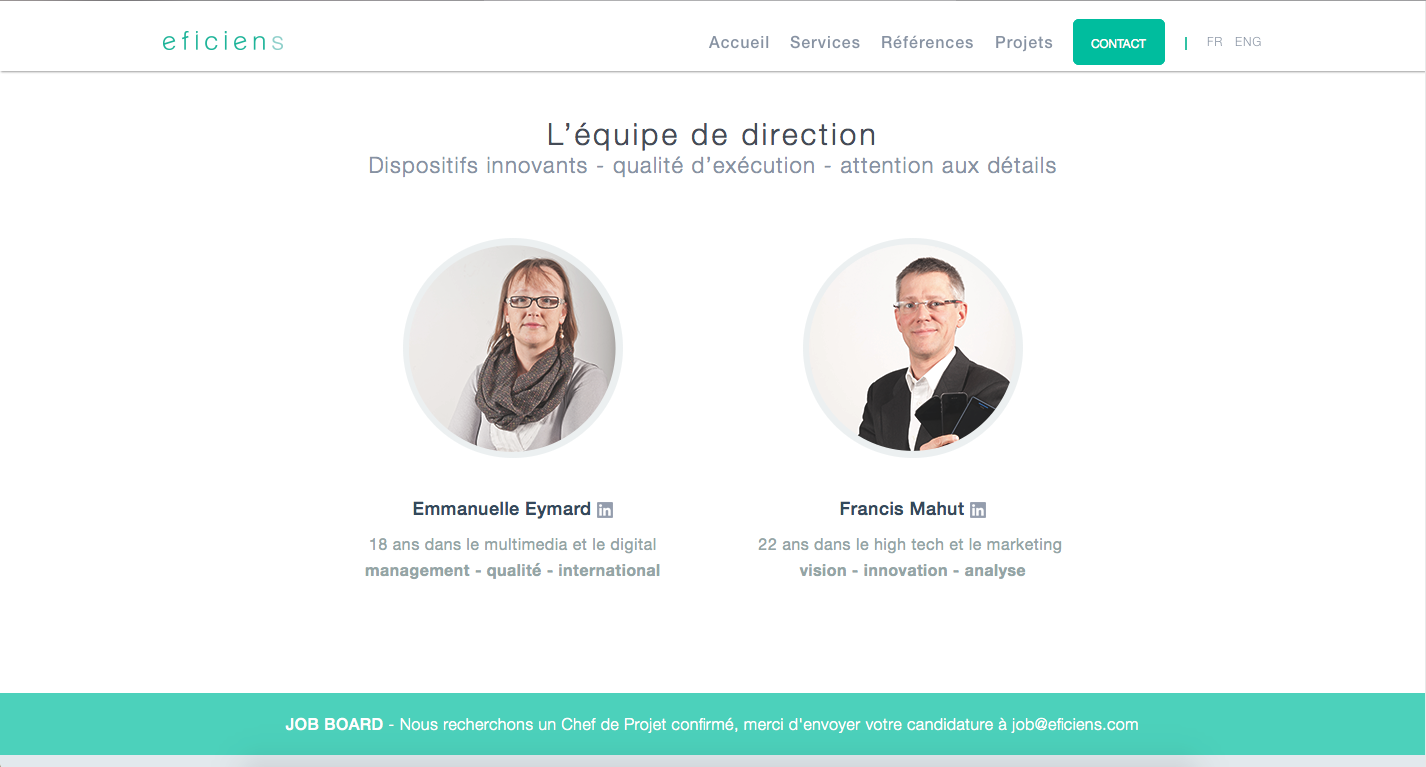 eficiens
Accueil Services Références Projets CONTACT | FR ENG
L’équipe de direction
Dispositifs innovants - qualité d’exécution - attention aux détails
Emmanuelle Eymard in
18 ans dans le multimedia et le digital
management - qualité - international
Francis Mahut in
22 ans dans le high tech et le marketing
vision - innovation - analyse
JOB BOARD - Nous recherchons un Chef de Projet confirmé, merci d'envoyer votre candidature à job@eficiens.com